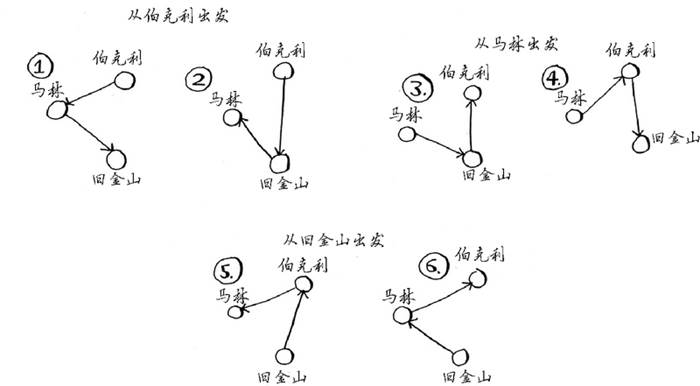 从伯克利出发
从马林出发
1
伯克利
马林
旧金山
2
伯克利
马林
旧金山
3.
伯克利
马林
旧金山
4.
伯克利
马林
旧金山
从旧金山出发
5.
伯克利
马林
旧金山
6.
伯克利
马林
旧金山